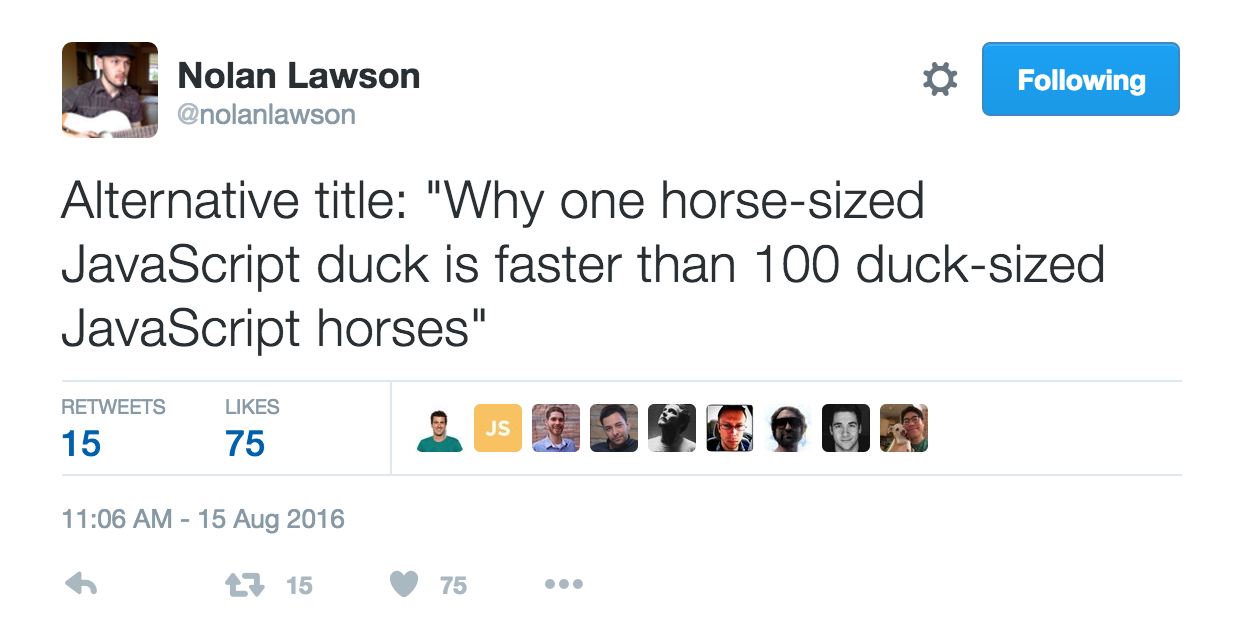 Nolan Lawson
@nolanlawson
Following
Alternative title: "Why one horse-sized
JavaScript duck is faster than 100 duck-sized
JavaScript horses"
RETWEETS LIKES
15 75
JS
11:06 AM - 15 Aug 2016
15 75